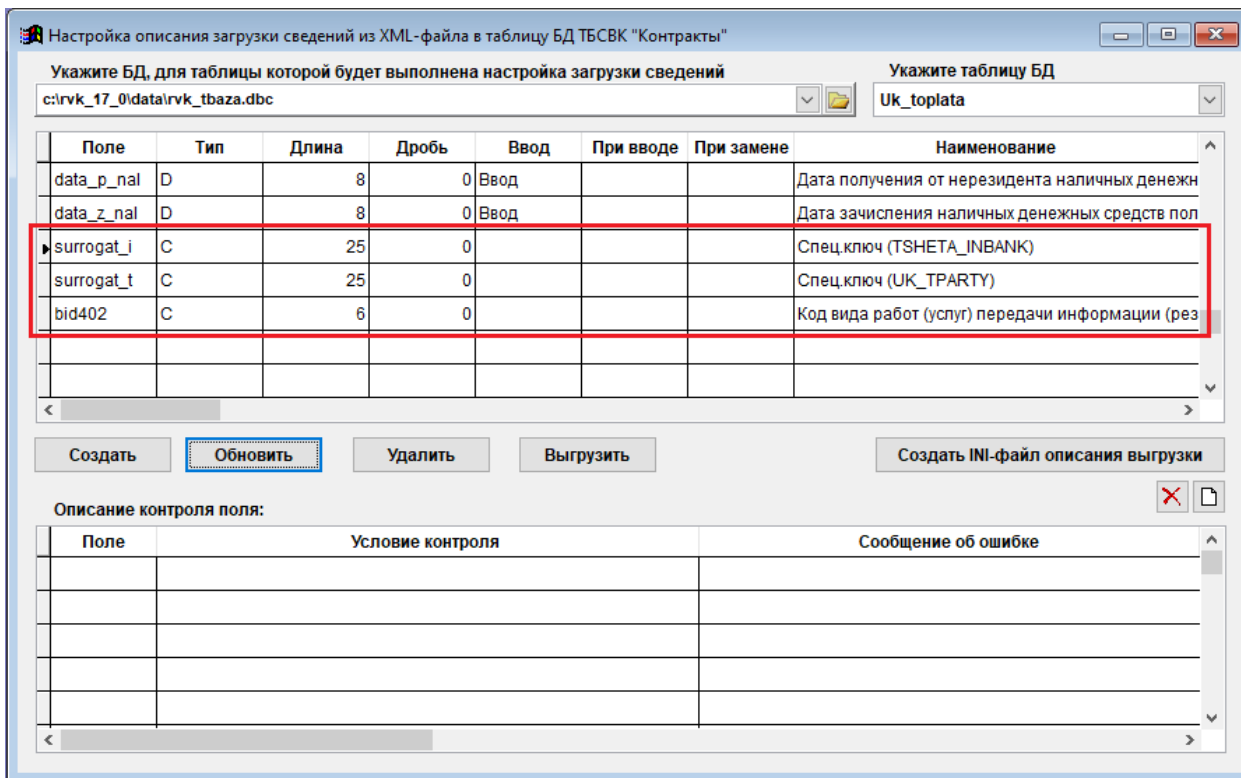 Настройка описания загрузки сведений из XML-файла в таблицу БД ТБСВК "Контракты"
Укажите БД, для таблицы которой будет выполнена настройка загрузки сведений
Укажите таблицу БД
c:\rvk_17_0\data\rvk_tbaza.dbc
Uk_toplata
Поле Тип Длина Дробь Ввод При вводе При замене Наименование
data_p_nal D 8 0 Ввод Дата получения от нерезидента наличных денежн
data_z_nal D 8 0 Ввод Дата зачисления наличных денежных средств пол
surrogat_i C 25 0 Спец.ключ (TSHETA_INBANK)
surrogat_t C 25 0 Спец.ключ (UK_TPARTY)
bid402 C 6 0 Код вида работ (услуг) передачи информации (рез
Создать Обновить Удалить Выгрузить Создать INI-файл описания выгрузки
Описание контроля поля:
Поле Условие контроля Сообщение об ошибке